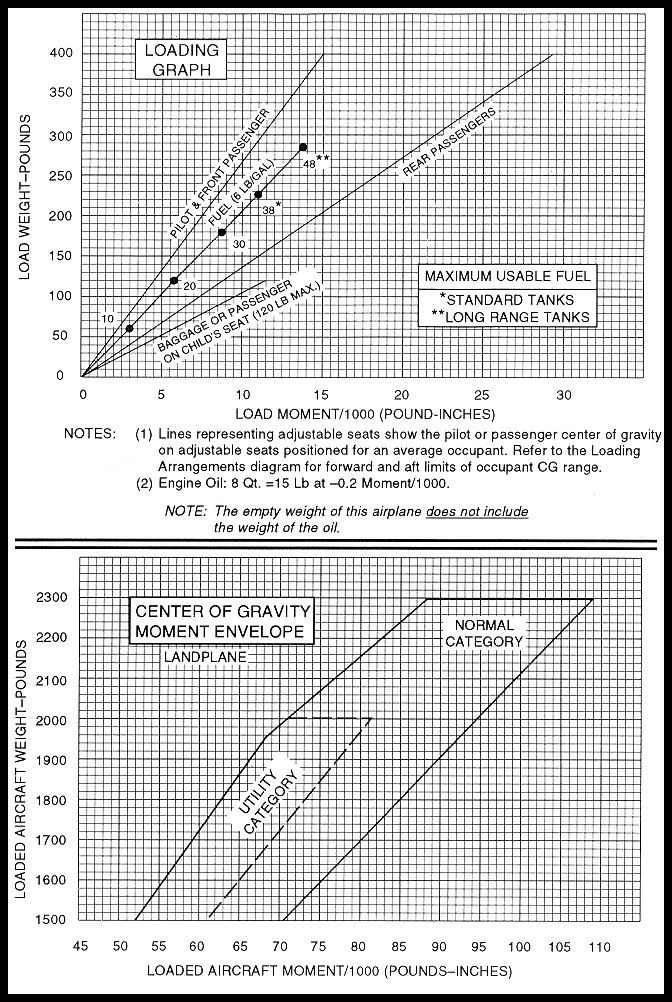 LOADING
GRAPH
400
350
300
250
200
150
100
50
0
LOAD WEIGHT–POUNDS
PILOT & FRONT PASSENGER
FUEL (6 LB/GAL)
REAR PASSENGERS
BAGGAGE OR PASSENGER
ON CHILD'S SEAT (120 LB MAX.)
48**
38*
30
20
10
MAXIMUM USABLE FUEL
*STANDARD TANKS
**LONG RANGE TANKS
0 5 10 15 20 25 30
LOAD MOMENT/1000 (POUND-INCHES)
NOTES: (1) Lines representing adjustable seats show the pilot or passenger center of gravity
on adjustable seats positioned for an average occupant. Refer to the Loading
Arrangements diagram for forward and aft limits of occupant CG range.
(2) Engine Oil: 8 Qt. =15 Lb at –0.2 Moment/1000.
NOTE: The empty weight of this airplane does not include
the weight of the oil.
CENTER OF GRAVITY
MOMENT ENVELOPE
LANDPLANE
2300
2200
2100
2000
1900
1800
1700
1600
1500
LOADED AIRCRAFT WEIGHT–POUNDS
NORMAL
CATEGORY
UTILITY
CATEGORY
45 50 55 60 65 70 75 80 85 90 95 100 105 110
LOADED AIRCRAFT MOMENT/1000 (POUNDS–INCHES)